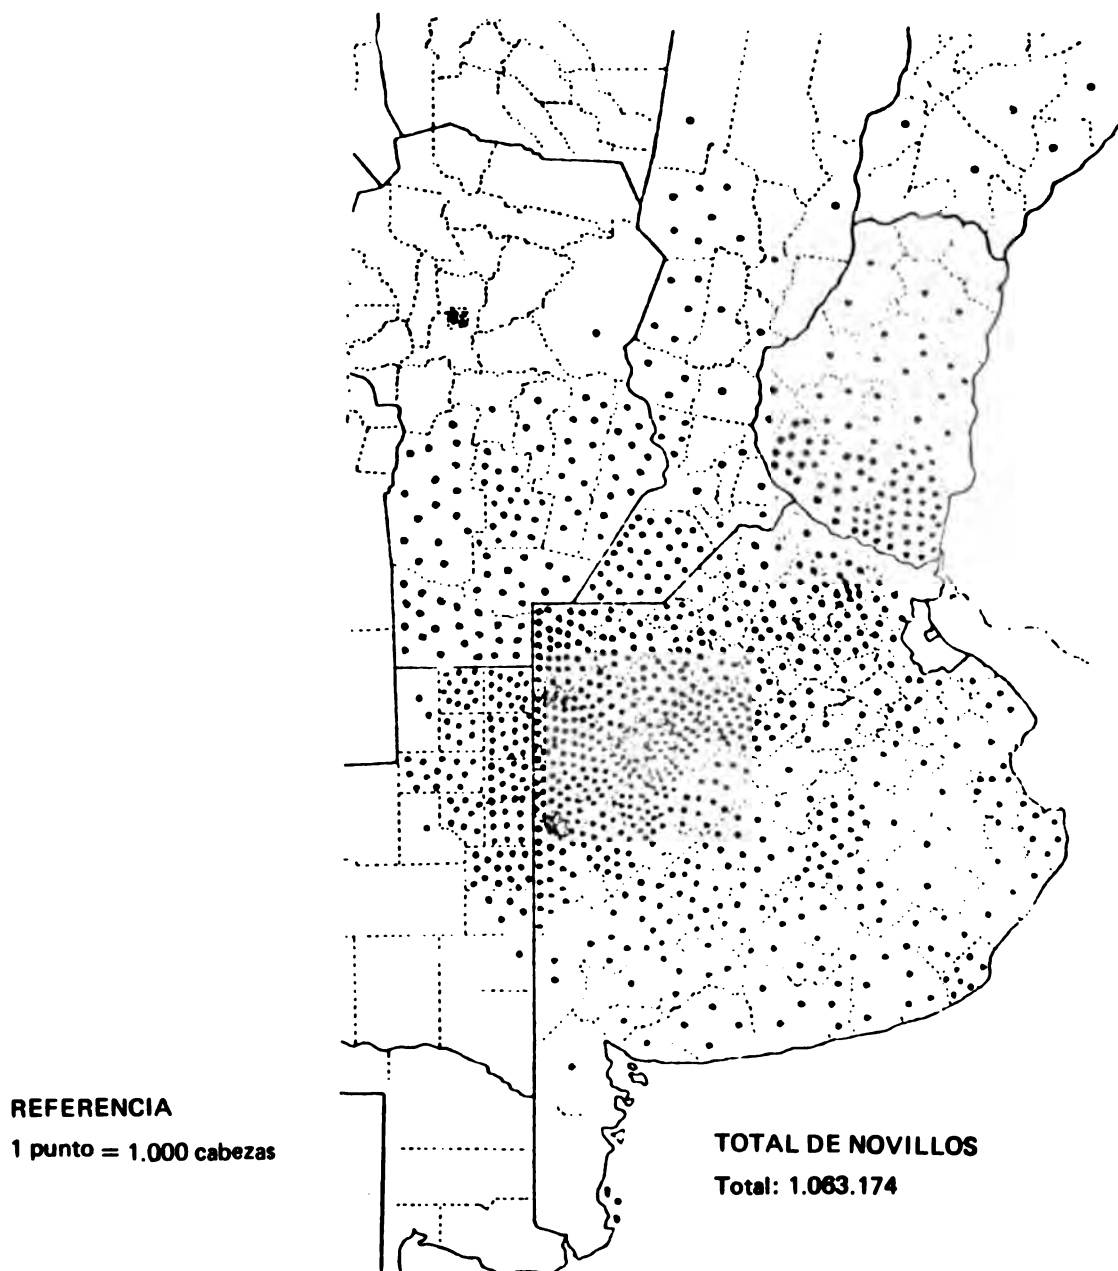 REFERENCIA
1 punto = 1.000 cabezas
TOTAL DE NOVILLOS
Total: 1.063.174